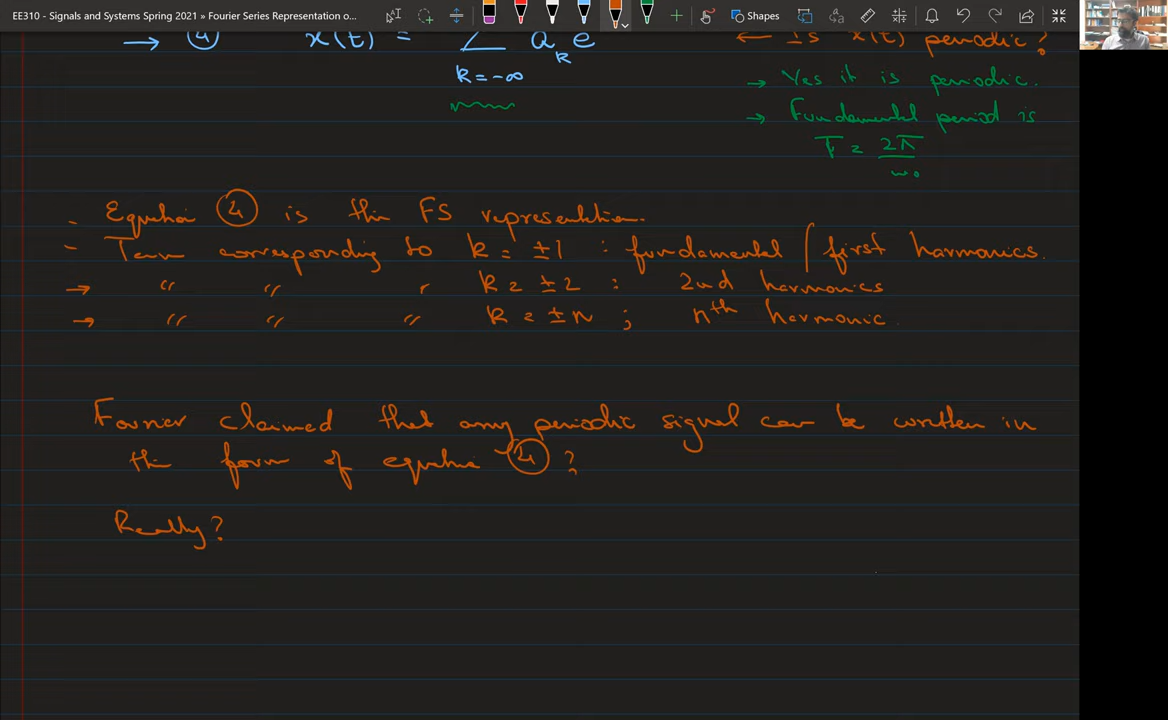 EE310 - Signals and Systems Spring 2021 » Fourier Series Representation o...
Shapes
→ ④ x(t) = ∑ a_k e
k = -∞
← Is x(t) periodic?
→ Yes it is periodic.
→ Fundamental period is
T = 2π
ω₀
- Equation ④ is the FS representation.
- Term corresponding to k = ±1 : fundamental / first harmonics.
→ " " " k = ±2 : 2nd harmonics
→ " " " k = ±n ; nth harmonic.
Fourier claimed that any periodic signal can be written in
the form of equation ④ ?
Really?